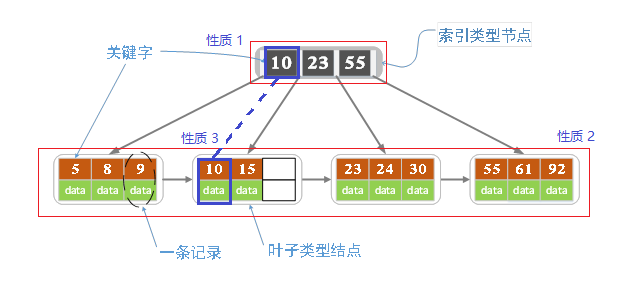 性质 1
索引类型节点
关键字
10 23 55
性质 3
性质 2
5 8 9 10 15 23 24 30 55 61 92
data data data data data data data data data data data
一条记录
叶子类型结点